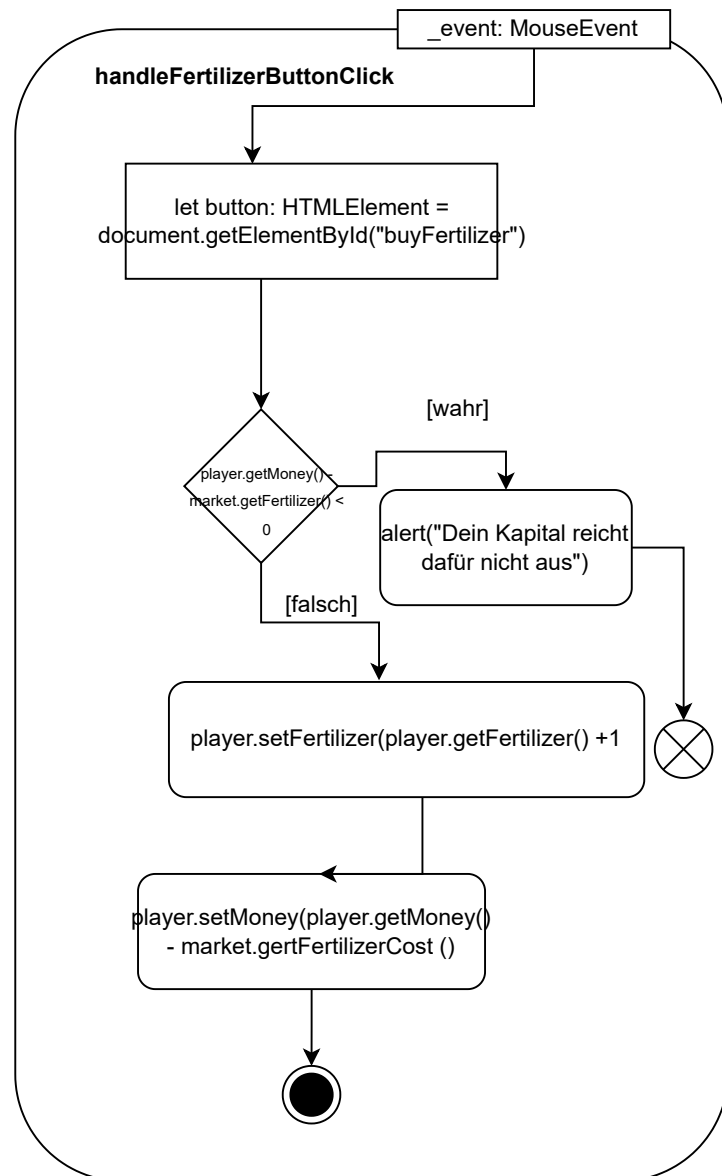 _event: MouseEvent
handleFertilizerButtonClick
let button: HTMLElement =
document.getElementById("buyFertilizer")
[wahr]
player.getMoney() -
market.getFertilizer() <
0
alert("Dein Kapital reicht
dafür nicht aus")
[falsch]
player.setFertilizer(player.getFertilizer() +1
player.setMoney(player.getMoney()
- market.gertFertilizerCost ()